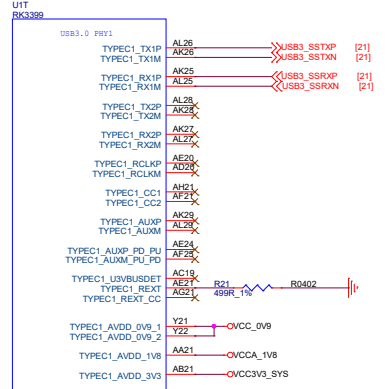 U1T
RK3399
USB3.0 PHY1
TYPEC1_TX1P AL26 USB3_SSTXP [21]
TYPEC1_TX1M AK26 USB3_SSTXN [21]
TYPEC1_RX1P AK25 USB3_SSRXP [21]
TYPEC1_RX1M AL25 USB3_SSRXN [21]
TYPEC1_TX2P AL28
TYPEC1_TX2M AK28
TYPEC1_RX2P AK27
TYPEC1_RX2M AL27
TYPEC1_RCLKP AE20
TYPEC1_RCLKM AD26
TYPEC1_CC1 AH21
TYPEC1_CC2 AF21
TYPEC1_AUXP AK29
TYPEC1_AUXM AL29
TYPEC1_AUXP_PD_PU AE24
TYPEC1_AUXM_PU_PD AF25
TYPEC1_U3VBUSDET AC19
TYPEC1_REXT AE21 R21 R0402
TYPEC1_REXT_CC AG21 499R_1%
TYPEC1_AVDD_0V9_1 Y21 VCC_0V9
TYPEC1_AVDD_0V9_2 Y22
TYPEC1_AVDD_1V8 AA21 VCCA_1V8
TYPEC1_AVDD_3V3 AB21 VCC3V3_SYS